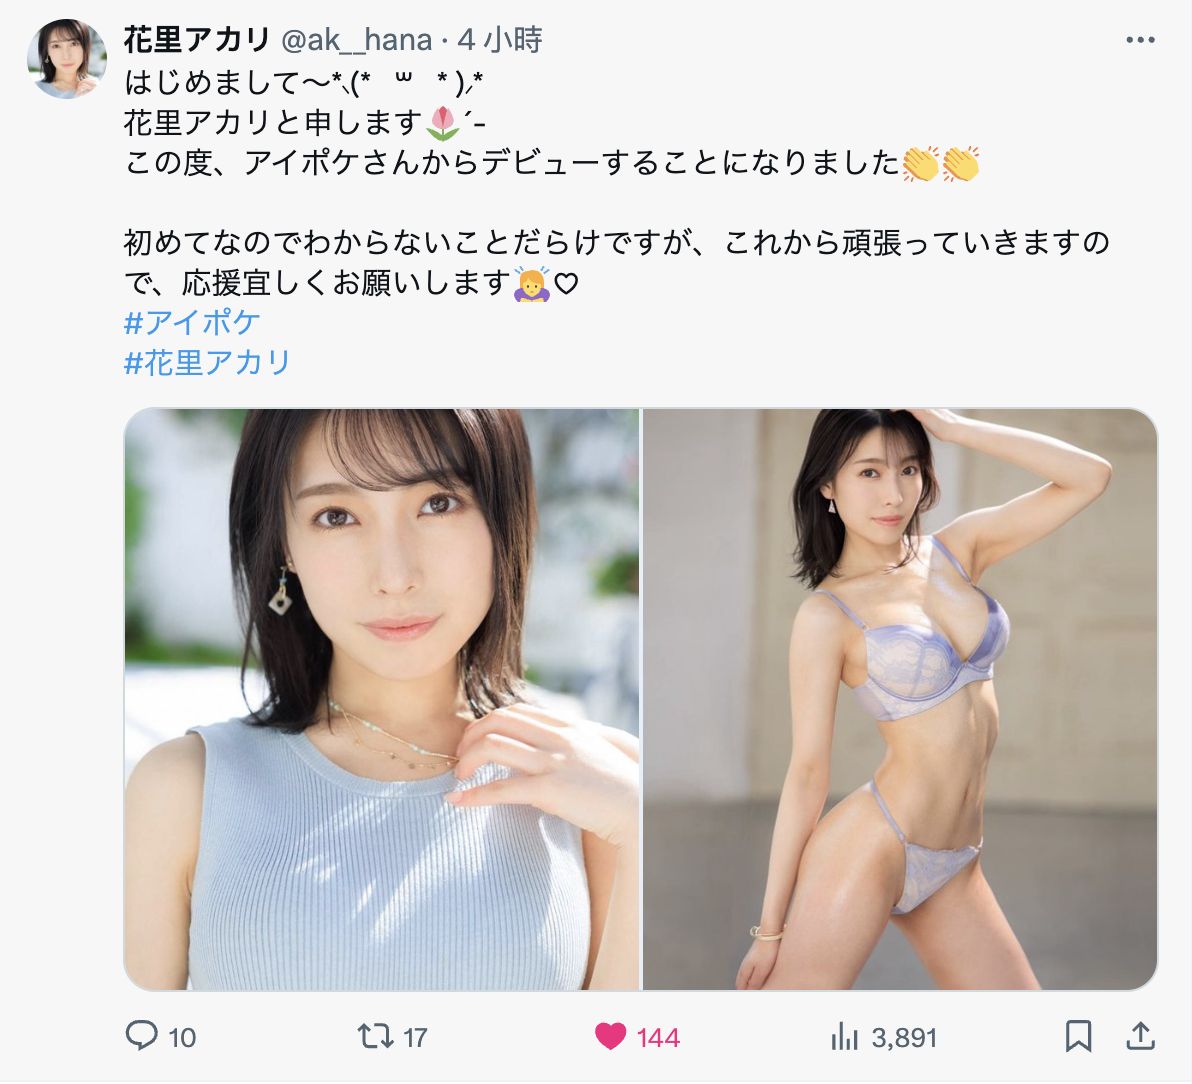 花里アカリ @ak__hana · 4 小時
はじめまして〜*⸜(* ॑꒳ ॑* )⸝*
花里アカリと申します🌷´-
この度、アイポケさんからデビューすることになりました👏👏
初めてなのでわからないことだらけですが、これから頑張っていきますの
で、応援宜しくお願いします🙇‍♀️♡
#アイポケ
#花里アカリ
10 17 144 3,891